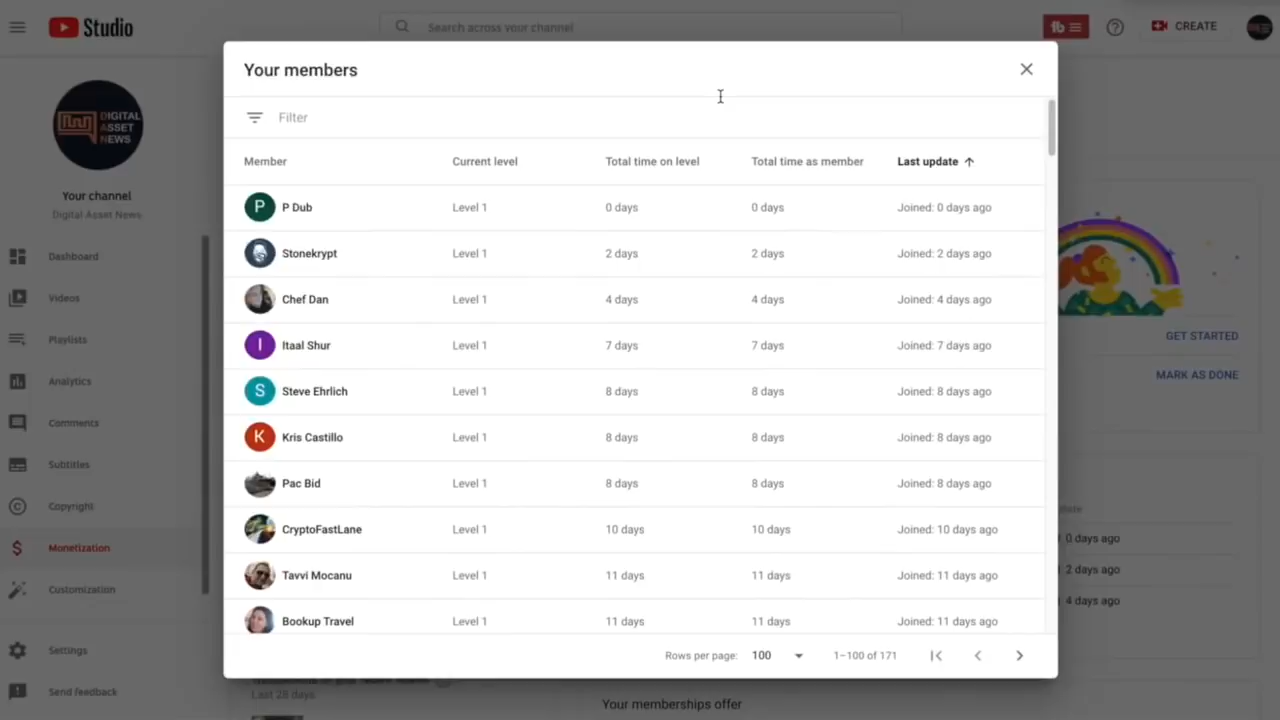 Studio
Search across your channel
CREATE
Your members
Filter
Member Current level Total time on level Total time as member Last update
P P Dub Level 1 0 days 0 days Joined: 0 days ago
Stonekrypt Level 1 2 days 2 days Joined: 2 days ago
Chef Dan Level 1 4 days 4 days Joined: 4 days ago
I Itaal Shur Level 1 7 days 7 days Joined: 7 days ago
S Steve Ehrlich Level 1 8 days 8 days Joined: 8 days ago
K Kris Castillo Level 1 8 days 8 days Joined: 8 days ago
Pac Bid Level 1 8 days 8 days Joined: 8 days ago
CryptoFastLane Level 1 10 days 10 days Joined: 10 days ago
Tavvi Mocanu Level 1 11 days 11 days Joined: 11 days ago
Bookup Travel Level 1 11 days 11 days Joined: 11 days ago
Rows per page: 100 1–100 of 171
DIGITAL
ASSET
NEWS
Your channel
Digital Asset News
Dashboard
Videos
Playlists
Analytics
Comments
Subtitles
Copyright
Monetization
Customization
Settings
Send feedback
GET STARTED
MARK AS DONE
0 days ago
2 days ago
4 days ago
Last 28 days
Your memberships offer